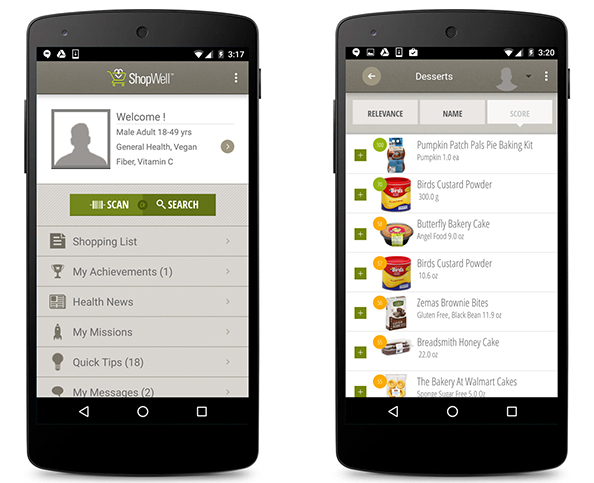 3:17
ShopWell™
Welcome !
Male Adult 18-49 yrs
General Health, Vegan
Fiber, Vitamin C
SCAN or SEARCH
Shopping List
My Achievements (1)
Health News
My Missions
Quick Tips (18)
My Messages (2)
3:20
Desserts
RELEVANCE NAME SCORE
100 Pumpkin Patch Pals Pie Baking Kit
Pumpkin 1.0 ea
Birds Custard Powder
300.0 g
Butterfly Bakery Cake
Angel Food 9.0 oz
Birds Custard Powder
10.6 oz
Zemas Brownie Bites
Gluten Free, Black Bean 11.9 oz
Breadsmith Honey Cake
22.0 oz
The Bakery At Walmart Cakes
Sponge Sugar Free 5.0 oz